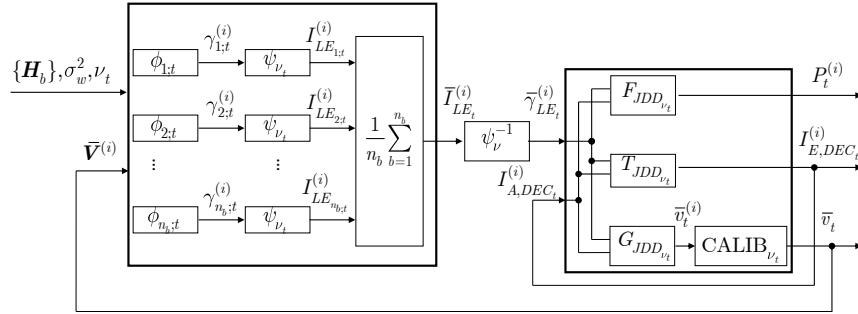 {H_b}, σ_w^2, ν_t
V̄^(i)
ϕ_{1;t} γ_{1;t}^{(i)} ψ_{ν_t} I_{LE_{1;t}}^{(i)}
ϕ_{2;t} γ_{2;t}^{(i)} ψ_{ν_t} I_{LE_{2;t}}^{(i)}
⋮ ⋮
ϕ_{n_b;t} γ_{n_b;t}^{(i)} ψ_{ν_t} I_{LE_{n_b;t}}^{(i)}
1/n_b ∑_{b=1}^{n_b}
Ī_{LE_t}^{(i)}
ψ_ν^{-1}
γ̄_{LE_t}^{(i)}
I_{A,DEC_t}^{(i)}
F_{JDD_{ν_t}} P_t^{(i)}
T_{JDD_{ν_t}} I_{E,DEC_t}^{(i)}
G_{JDD_{ν_t}} v̄_t^{(i)} CALIB_{ν_t} v̄_t